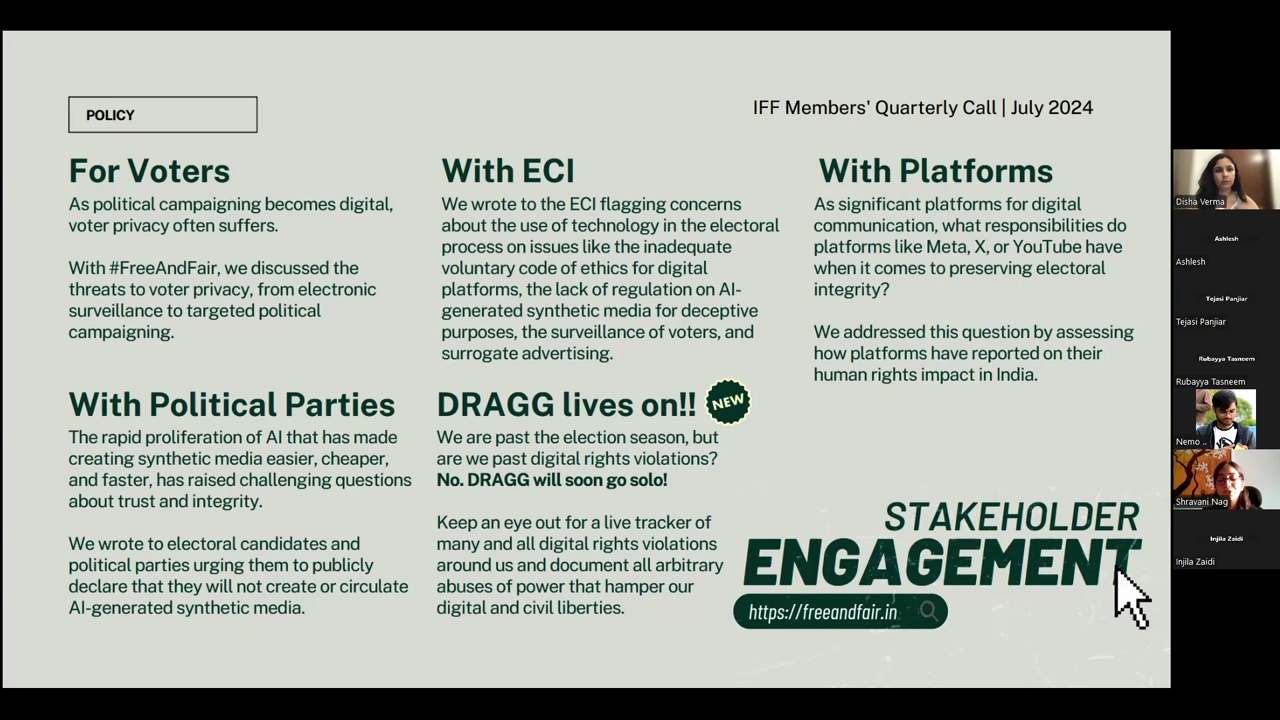 POLICY
IFF Members' Quarterly Call | July 2024
For Voters
As political campaigning becomes digital,
voter privacy often suffers.
With #FreeAndFair, we discussed the
threats to voter privacy, from electronic
surveillance to targeted political
campaigning.
With ECI
We wrote to the ECI flagging concerns
about the use of technology in the electoral
process on issues like the inadequate
voluntary code of ethics for digital
platforms, the lack of regulation on AI-
generated synthetic media for deceptive
purposes, the surveillance of voters, and
surrogate advertising.
With Platforms
As significant platforms for digital
communication, what responsibilities do
platforms like Meta, X, or YouTube have
when it comes to preserving electoral
integrity?
We addressed this question by assessing
how platforms have reported on their
human rights impact in India.
With Political Parties
The rapid proliferation of AI that has made
creating synthetic media easier, cheaper,
and faster, has raised challenging questions
about trust and integrity.
We wrote to electoral candidates and
political parties urging them to publicly
declare that they will not create or circulate
AI-generated synthetic media.
DRAGG lives on!!
NEW
We are past the election season, but
are we past digital rights violations?
No. DRAGG will soon go solo!
Keep an eye out for a live tracker of
many and all digital rights violations
around us and document all arbitrary
abuses of power that hamper our
digital and civil liberties.
STAKEHOLDER
ENGAGEMENT
https://freeandfair.in
Disha Verma
Ashlesh
Ashlesh
Tejasi Panjiar
Tejasi Panjiar
Rubayya Tasneem
Rubayya Tasneem
Nemo ..
Shravani Nag
Injila Zaidi
Injila Zaidi